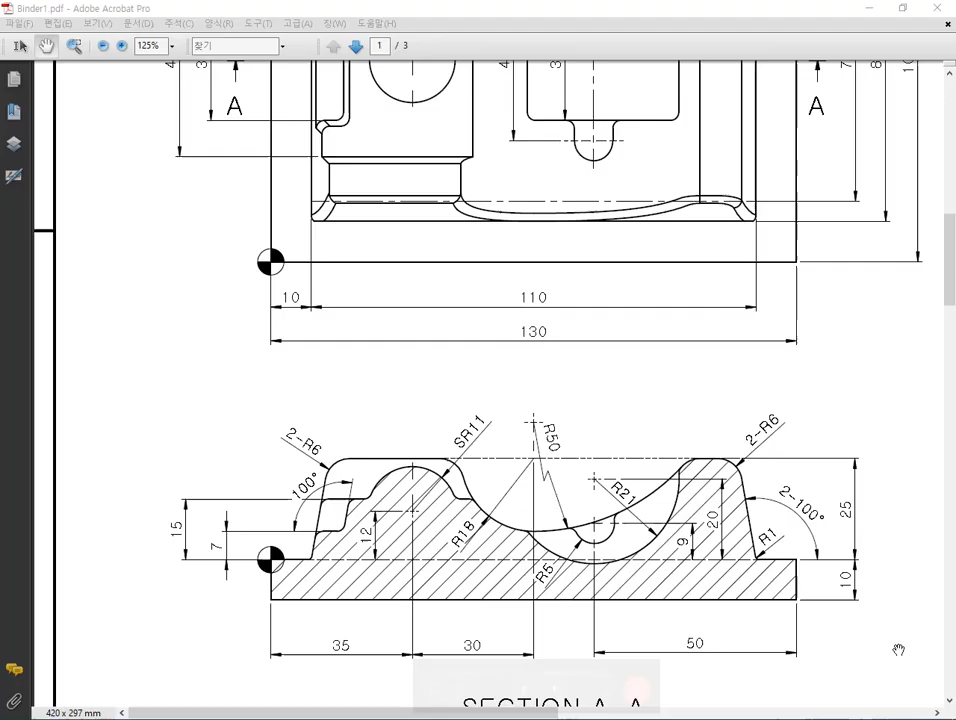 Binder1.pdf - Adobe Acrobat Pro
파일(F) 편집(E) 보기(V) 문서(D) 주석(C) 양식(R) 도구(T) 고급(A) 창(W) 도움말(H)
125% 찾기 1 / 3
A A
10 110
130
2-R6 SR11 R50 2-R6
100° R21 2-100°
15 7 12 R18 R5 9 20 R1 25 10
35 30 50
SECTION A-A
420 x 297 mm